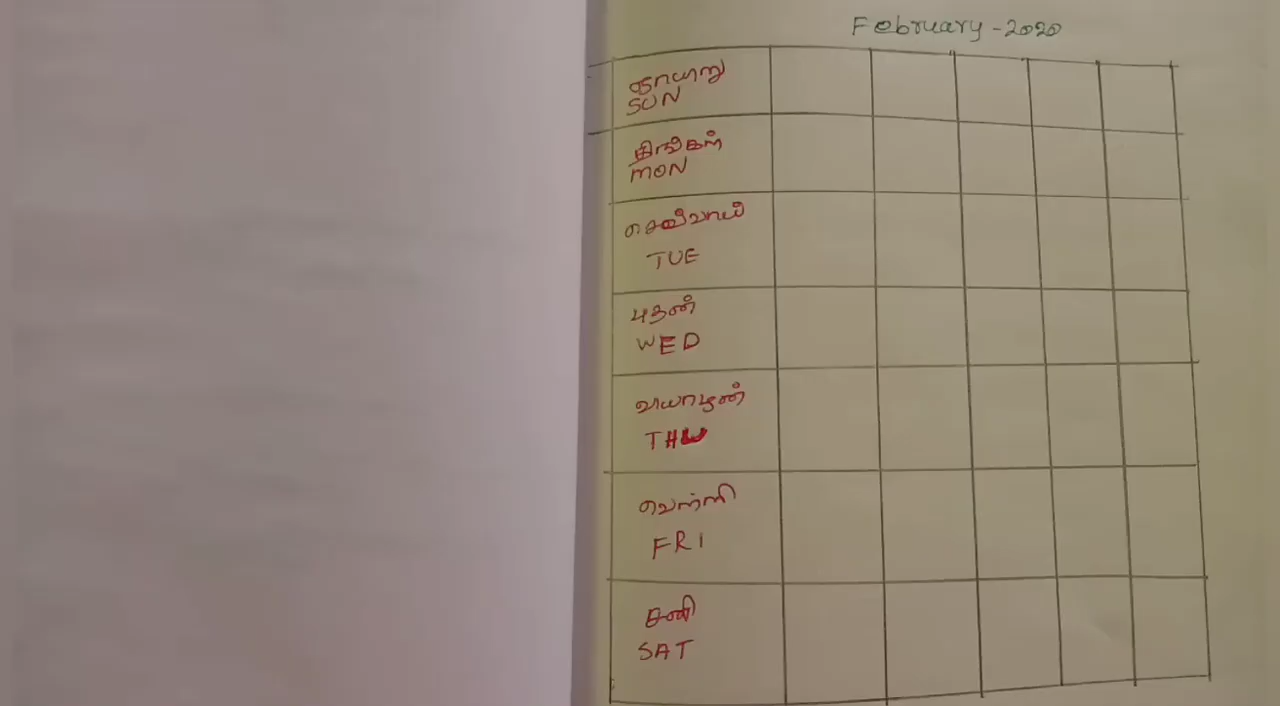 February - 2020
ஞாயிறு
SUN
திங்கள்
MON
செவ்வாய்
TUE
புதன்
WED
வியாழன்
THU
வெள்ளி
FRI
சனி
SAT